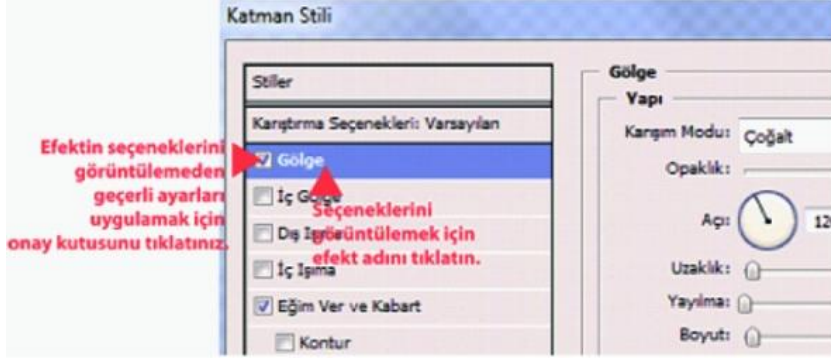 Katman Stili
Stiler
Karıştırma Seçenekleri: Varsayılan
Gölge
İç Gölge
Dış Işıma
İç Işıma
Eğim Ver ve Kabart
Kontur
Efektin seçeneklerini
görüntülemeden
geçerli ayarları
uygulamak için
onay kutusunu tıklatınız.
Seçeneklerini
görüntülemek için
efekt adını tıklatın.
Gölge
Yapı
Karışım Modu: Çoğalt
Opaklık:
Açı: 12
Uzaklık:
Yayılma:
Boyut: